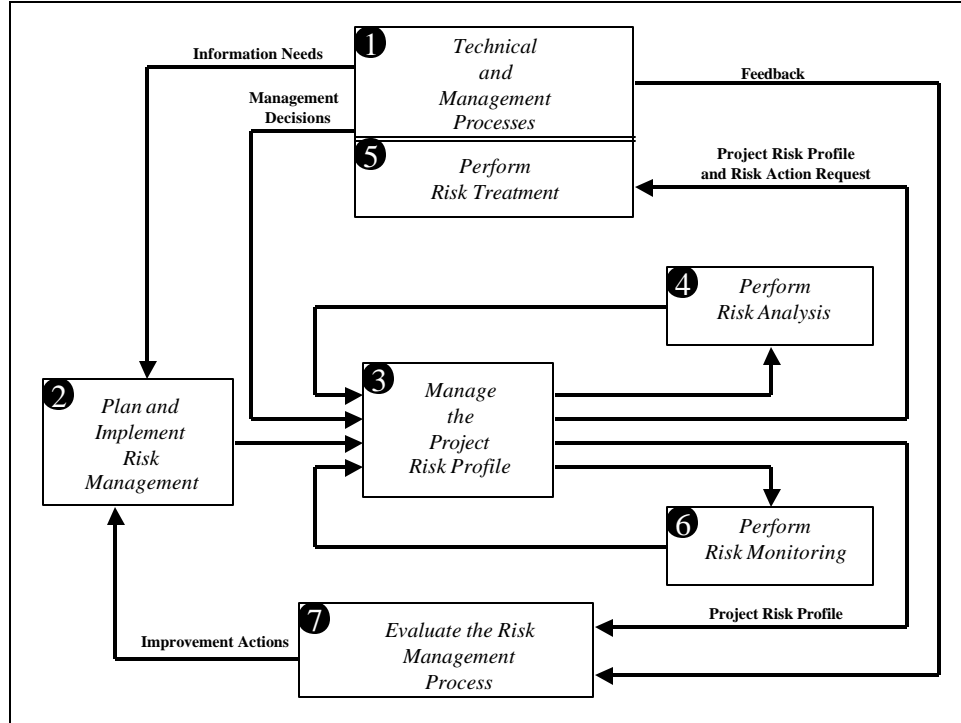 1
Technical
and
Management
Processes
Information Needs
Feedback
Management
Decisions
5
Perform
Risk Treatment
Project Risk Profile
and Risk Action Request
4
Perform
Risk Analysis
3
Manage
the
Project
Risk Profile
2
Plan and
Implement
Risk
Management
6
Perform
Risk Monitoring
Project Risk Profile
7
Evaluate the Risk
Management
Process
Improvement Actions